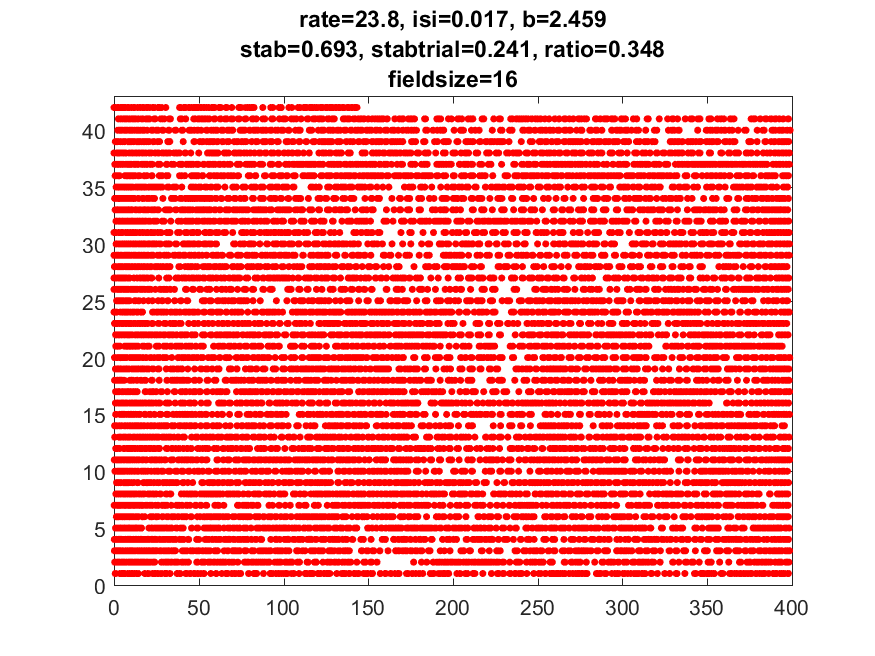 rate=23.8, isi=0.017, b=2.459
stab=0.693, stabtrial=0.241, ratio=0.348
fieldsize=16
40
35
30
25
20
15
10
5
0
0 50 100 150 200 250 300 350 400